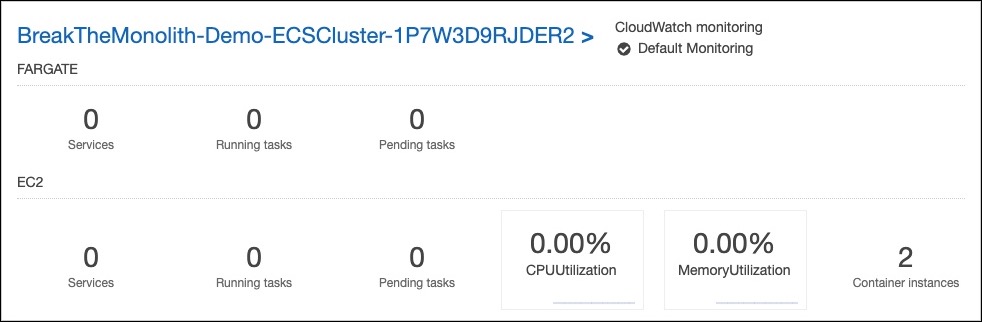 BreakTheMonolith-Demo-ECSCluster-1P7W3D9RJDER2 >
CloudWatch monitoring
Default Monitoring
FARGATE
0 0 0
Services Running tasks Pending tasks
EC2
0 0 0 0.00% 0.00% 2
Services Running tasks Pending tasks CPUUtilization MemoryUtilization Container instances